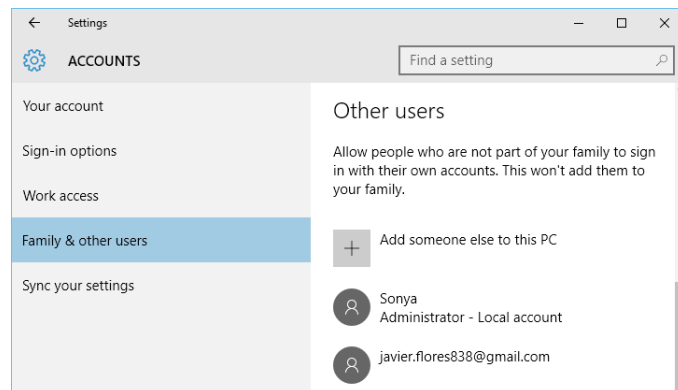 Settings
ACCOUNTS
Find a setting
Your account
Sign-in options
Work access
Family & other users
Sync your settings
Other users
Allow people who are not part of your family to sign
in with their own accounts. This won't add them to
your family.
Add someone else to this PC
Sonya
Administrator - Local account
javier.flores838@gmail.com